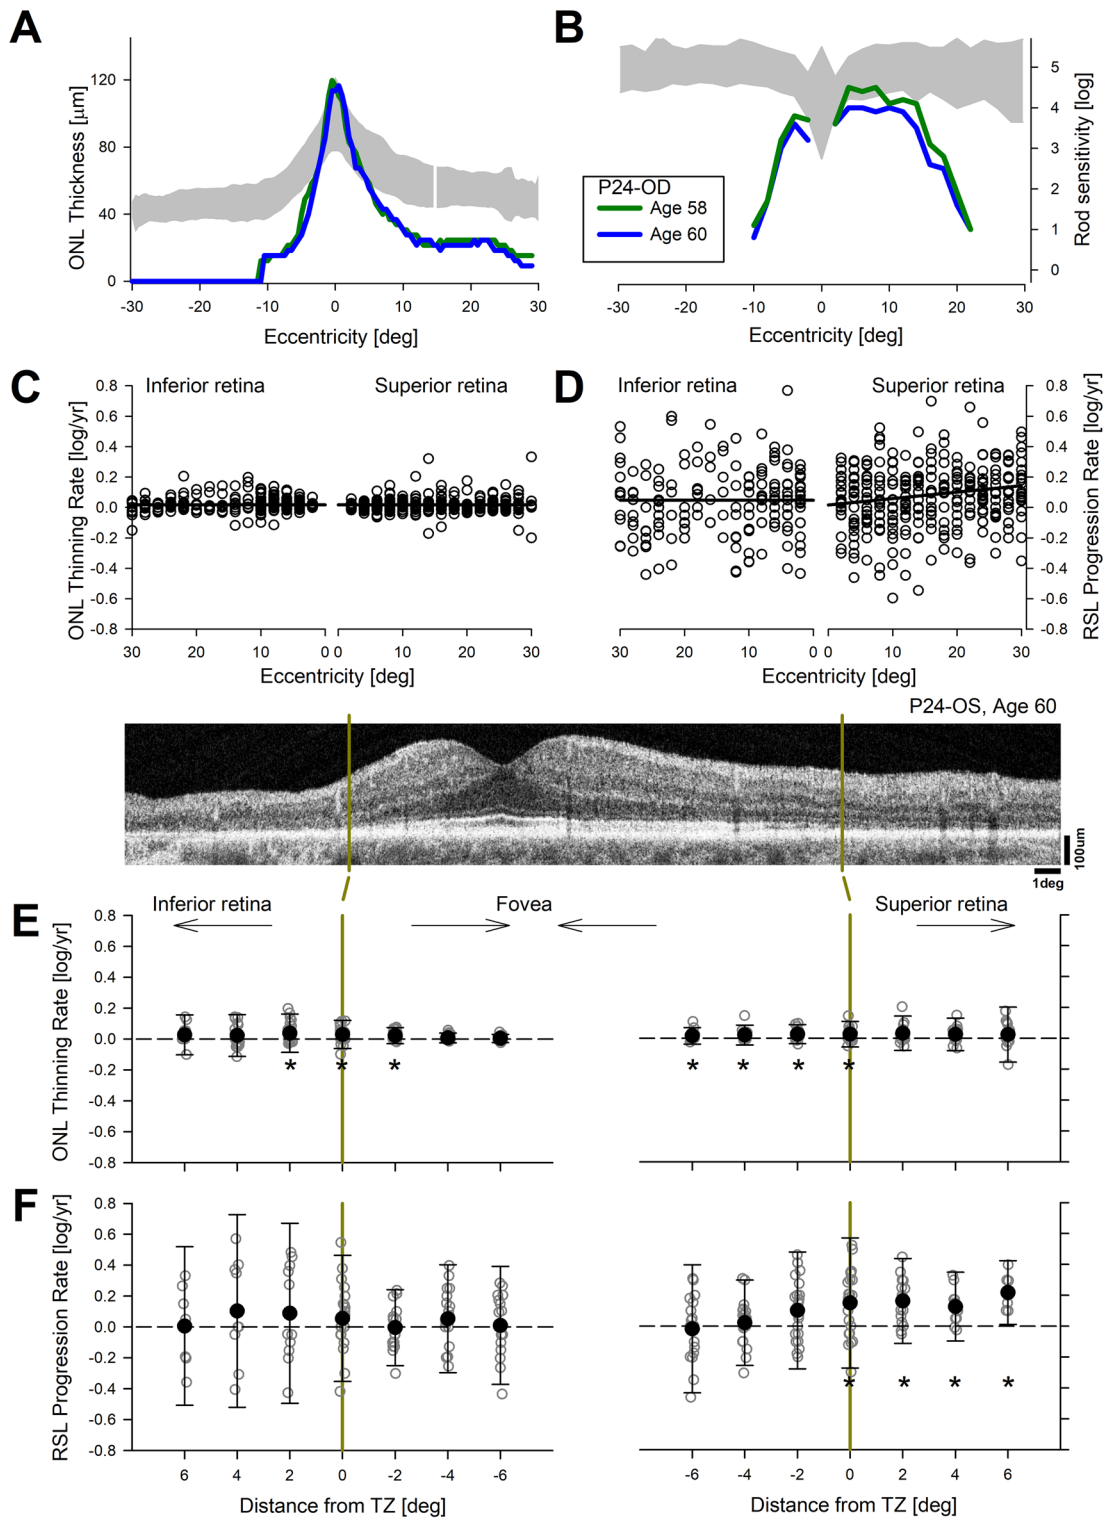 A
B
ONL Thickness [μm]
120
80
40
0
-30
-20
-10
0
10
20
30
Eccentricity [deg]
P24-OD
Age 58
Age 60
5
4
3
2
1
0
Rod sensitivity [log]
-30
-20
-10
0
10
20
30
Eccentricity [deg]
C
D
Inferior retina
Superior retina
ONL Thinning Rate [log/yr]
0.8
0.6
0.4
0.2
0.0
-0.2
-0.4
-0.6
-0.8
30
20
10
0
0
10
20
30
Eccentricity [deg]
Inferior retina
Superior retina
0.8
0.6
0.4
0.2
0.0
-0.2
-0.4
-0.6
-0.8
RSL Progression Rate [log/yr]
30
20
10
0
0
10
20
30
Eccentricity [deg]
P24-OS, Age 60
100um
1deg
E
Inferior retina
Fovea
Superior retina
ONL Thinning Rate [log/yr]
0.8
0.6
0.4
0.2
0.0
-0.2
-0.4
-0.6
-0.8
* * *
* * * *
F
RSL Progression Rate [log/yr]
0.8
0.6
0.4
0.2
0.0
-0.2
-0.4
-0.6
-0.8
* * * *
6
4
2
0
-2
-4
-6
Distance from TZ [deg]
-6
-4
-2
0
2
4
6
Distance from TZ [deg]